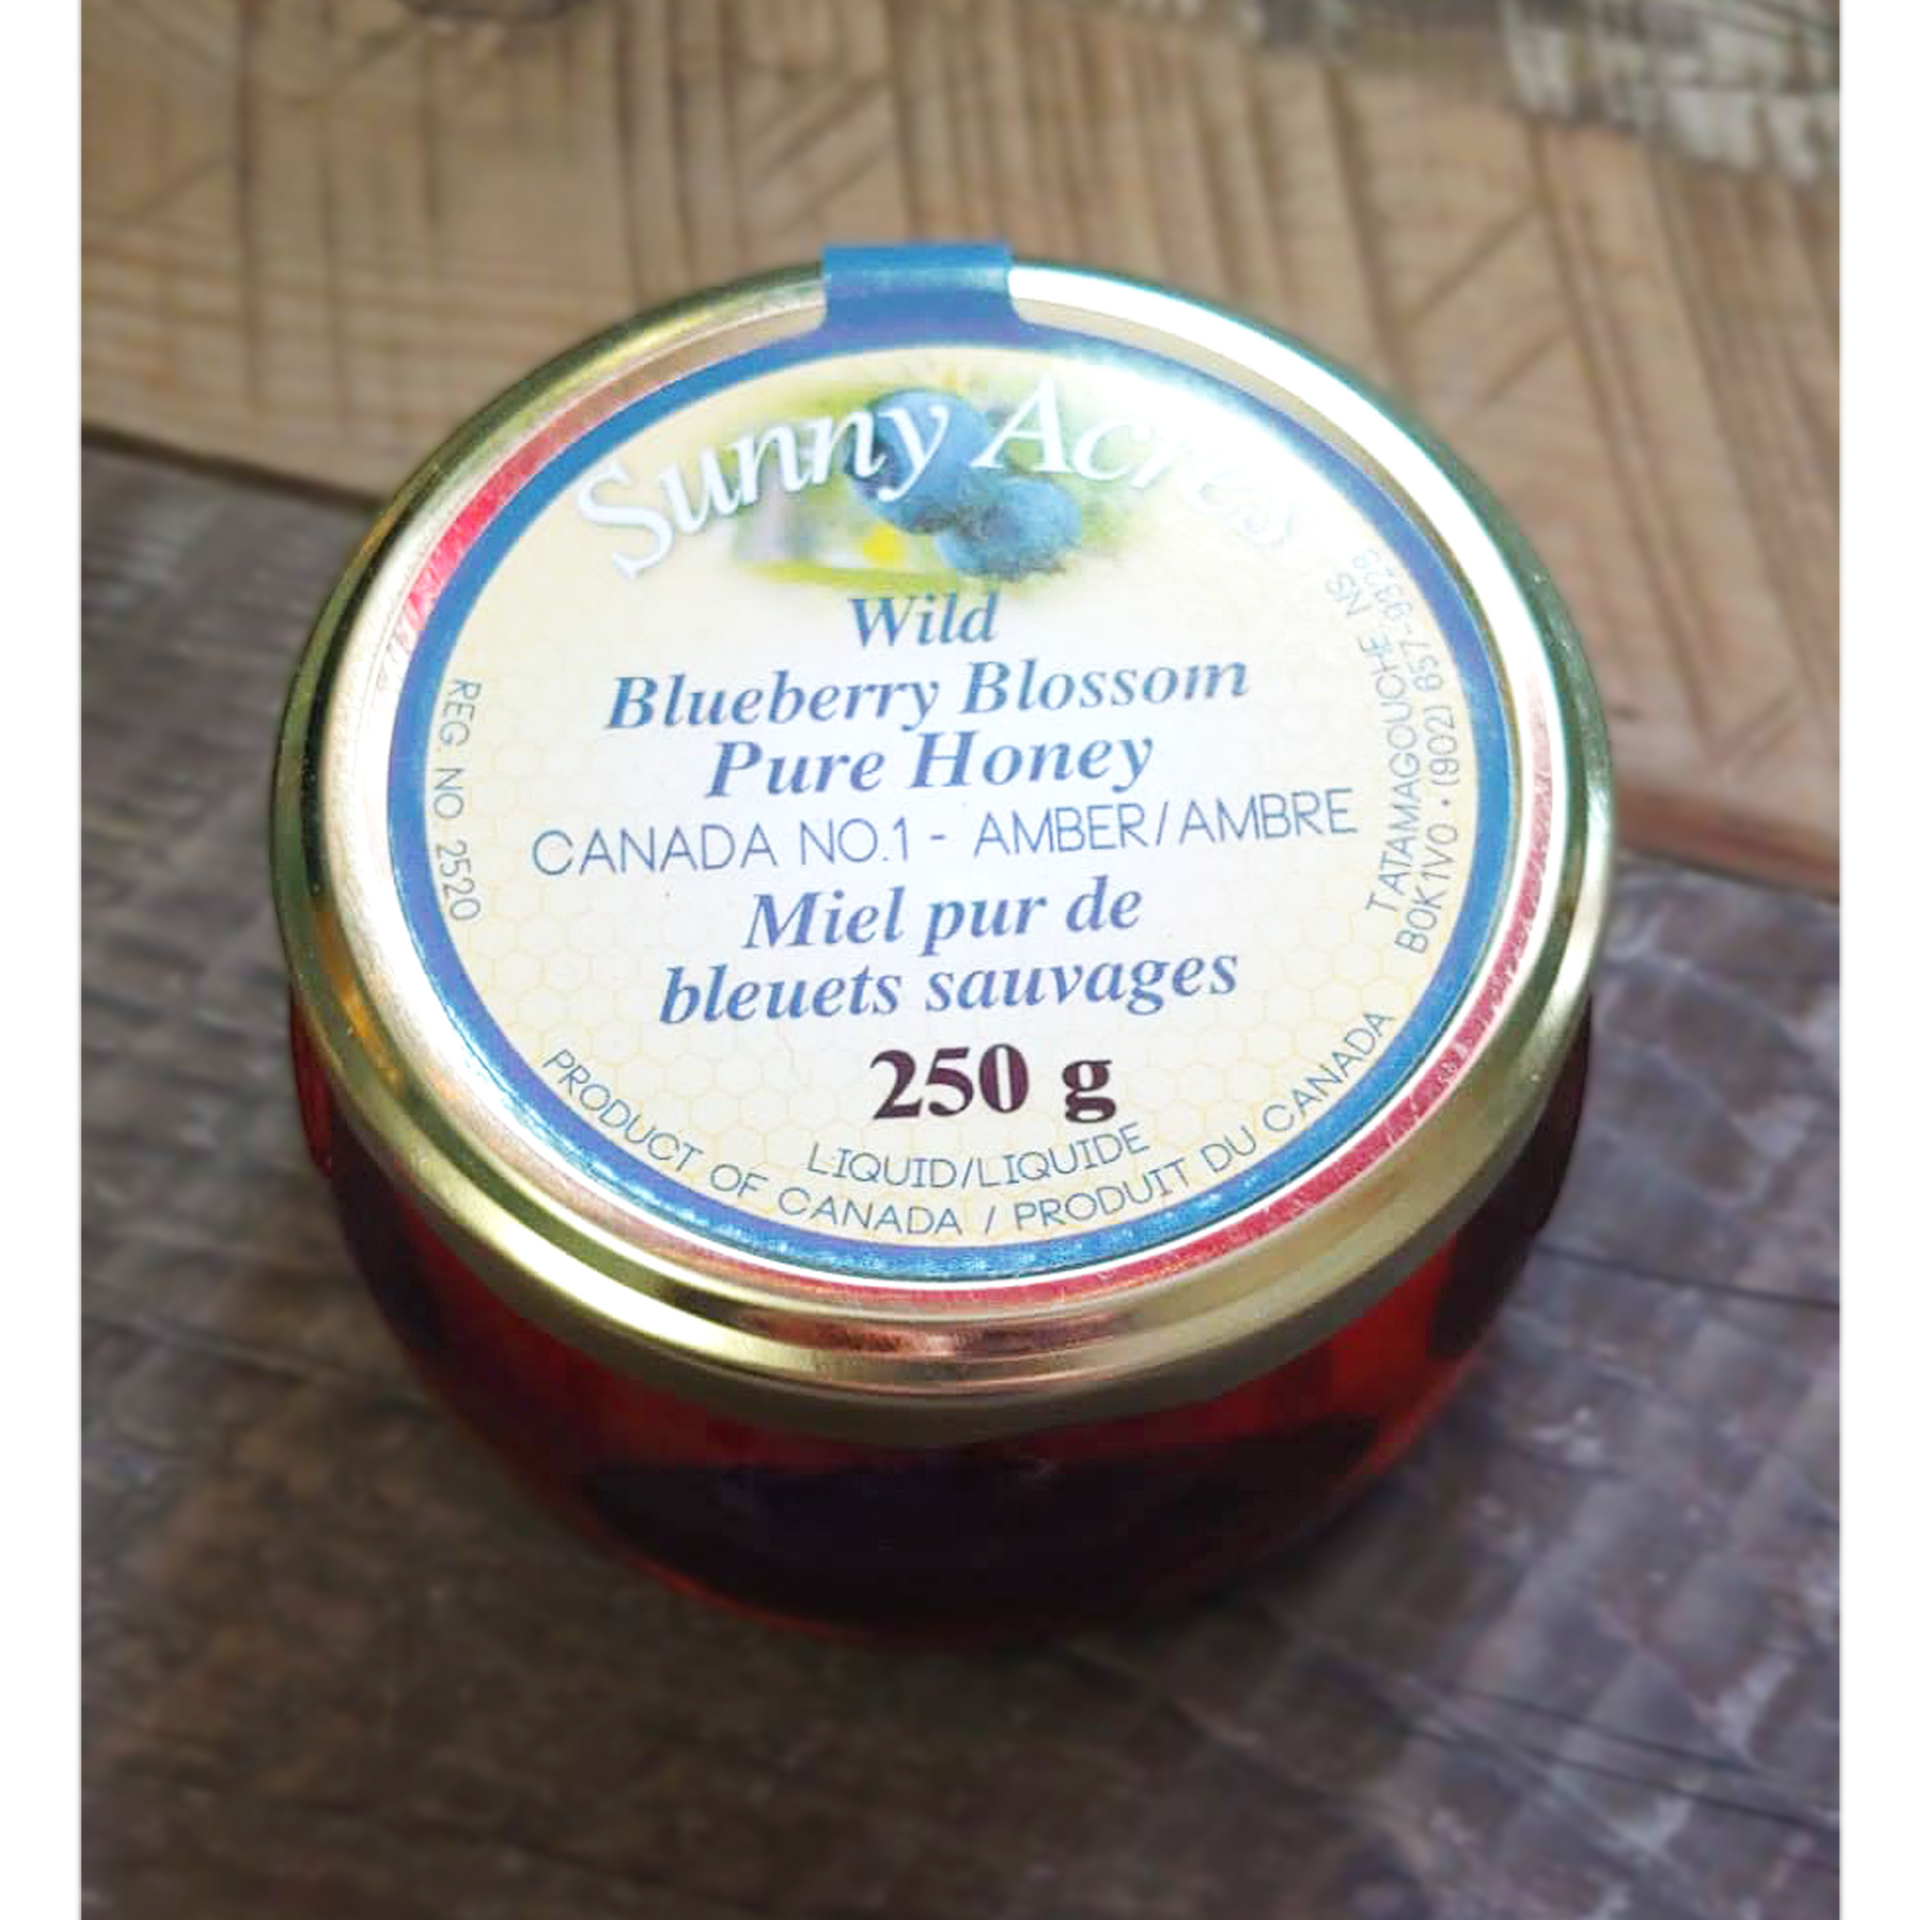 Sunny Acres
Wild
Blueberry Blossom
Pure Honey
CANADA NO.1 - AMBER/AMBRE
Miel pur de
bleuets sauvages
250 g
LIQUID/LIQUIDE
PRODUCT OF CANADA / PRODUIT DU CANADA
REG NO 2520
TATAMAGOUCHE NS
B0K1V0 • (902) 657-9328